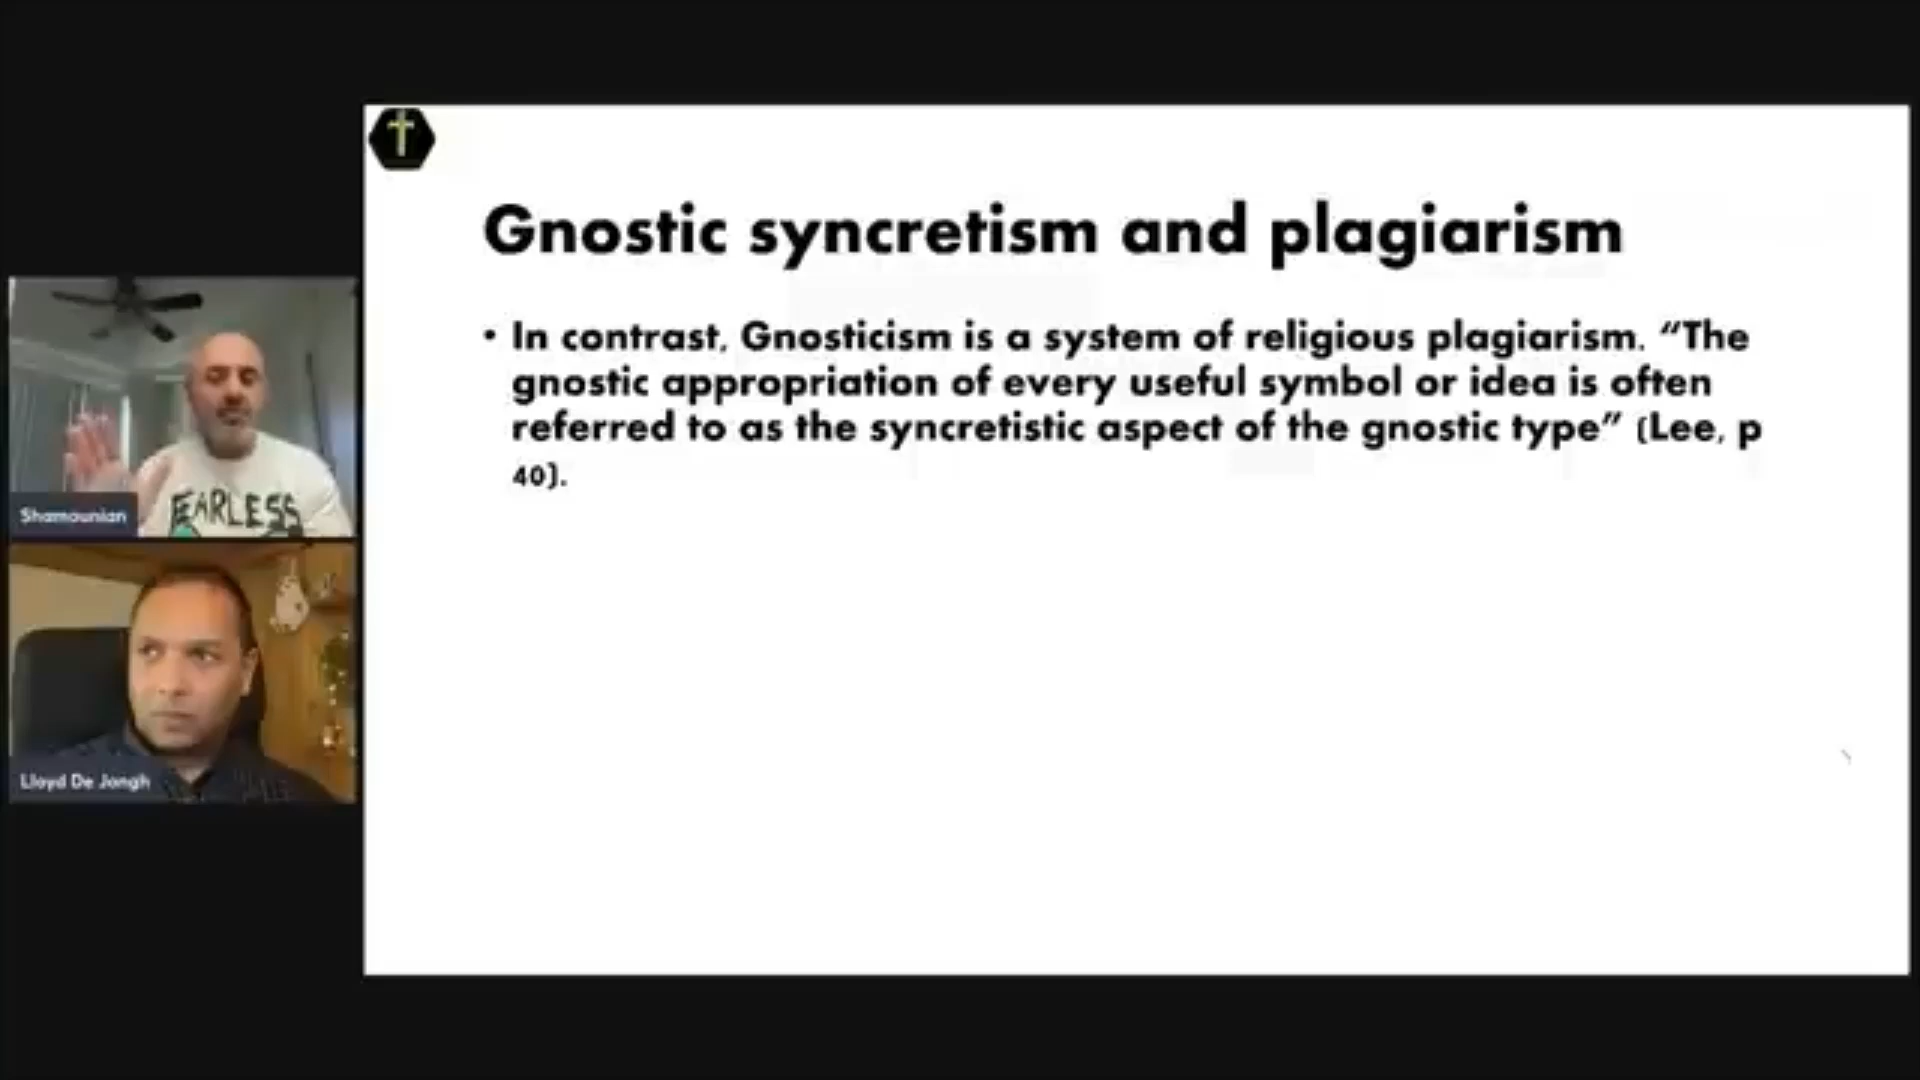 Gnostic syncretism and plagiarism
• In contrast, Gnosticism is a system of religious plagiarism. “The
gnostic appropriation of every useful symbol or idea is often
referred to as the syncretistic aspect of the gnostic type” (Lee, p
40).
FEARLESS
Shamounian
Lloyd De Jongh